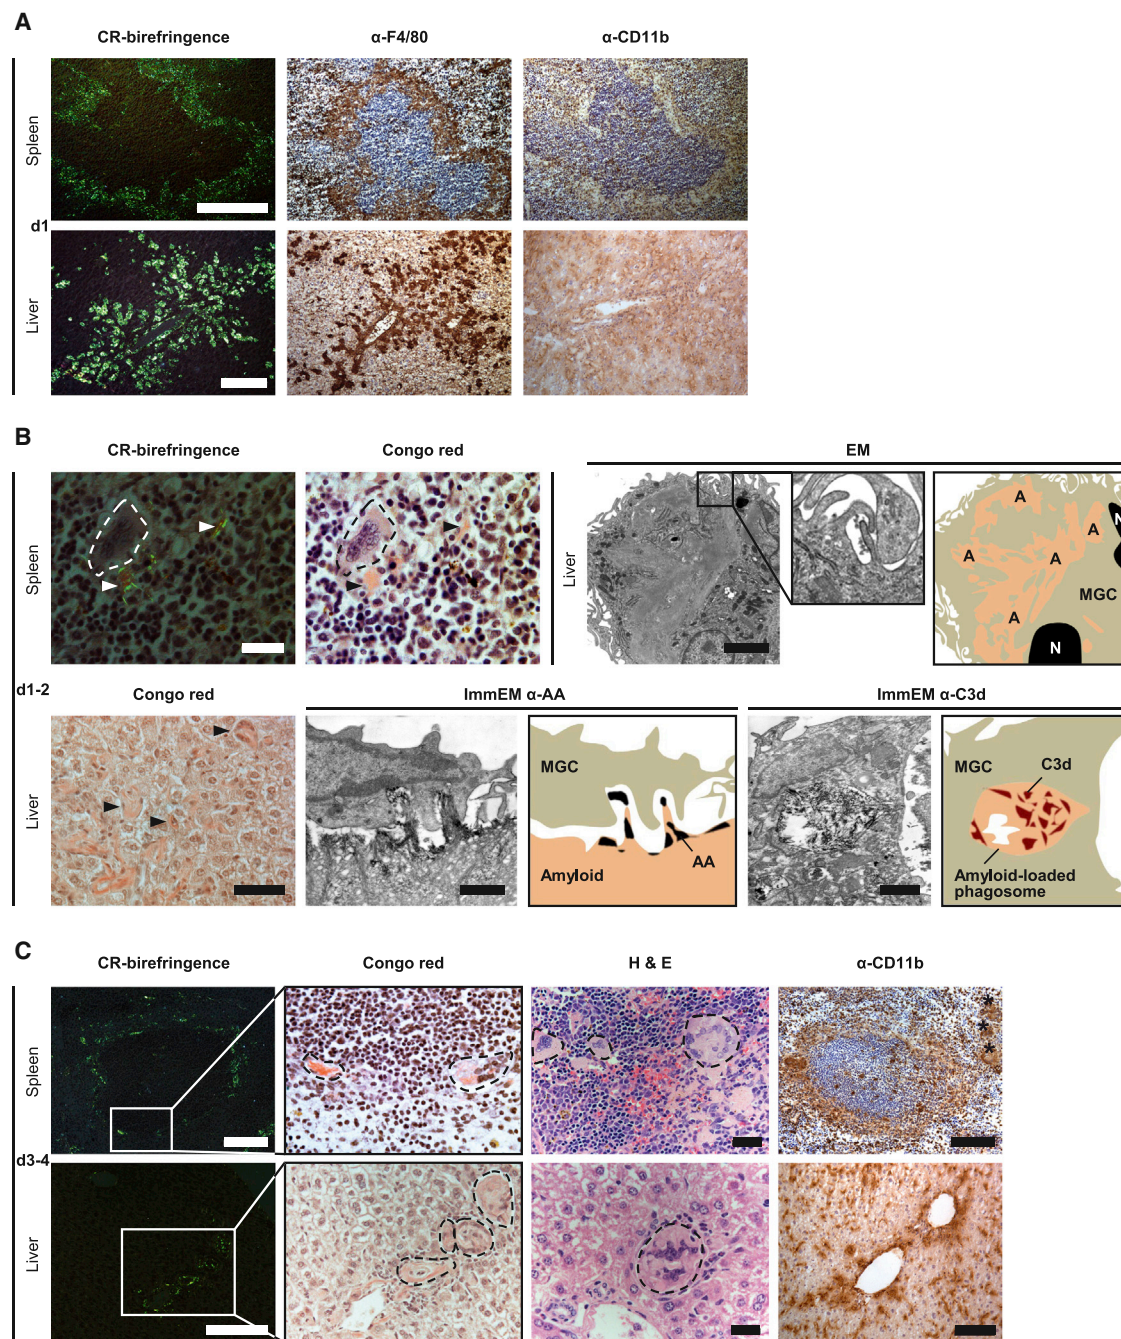 A
CR-birefringence
α-F4/80
α-CD11b
Spleen
d1
Liver
B
CR-birefringence
Congo red
EM
Spleen
Liver
A
A
N
A
A
MGC
A
N
d1-2
Congo red
ImmEM α-AA
ImmEM α-C3d
Liver
MGC
AA
Amyloid
MGC
C3d
Amyloid-loaded
phagosome
C
CR-birefringence
Congo red
H & E
α-CD11b
Spleen
* * *
d3-4
Liver